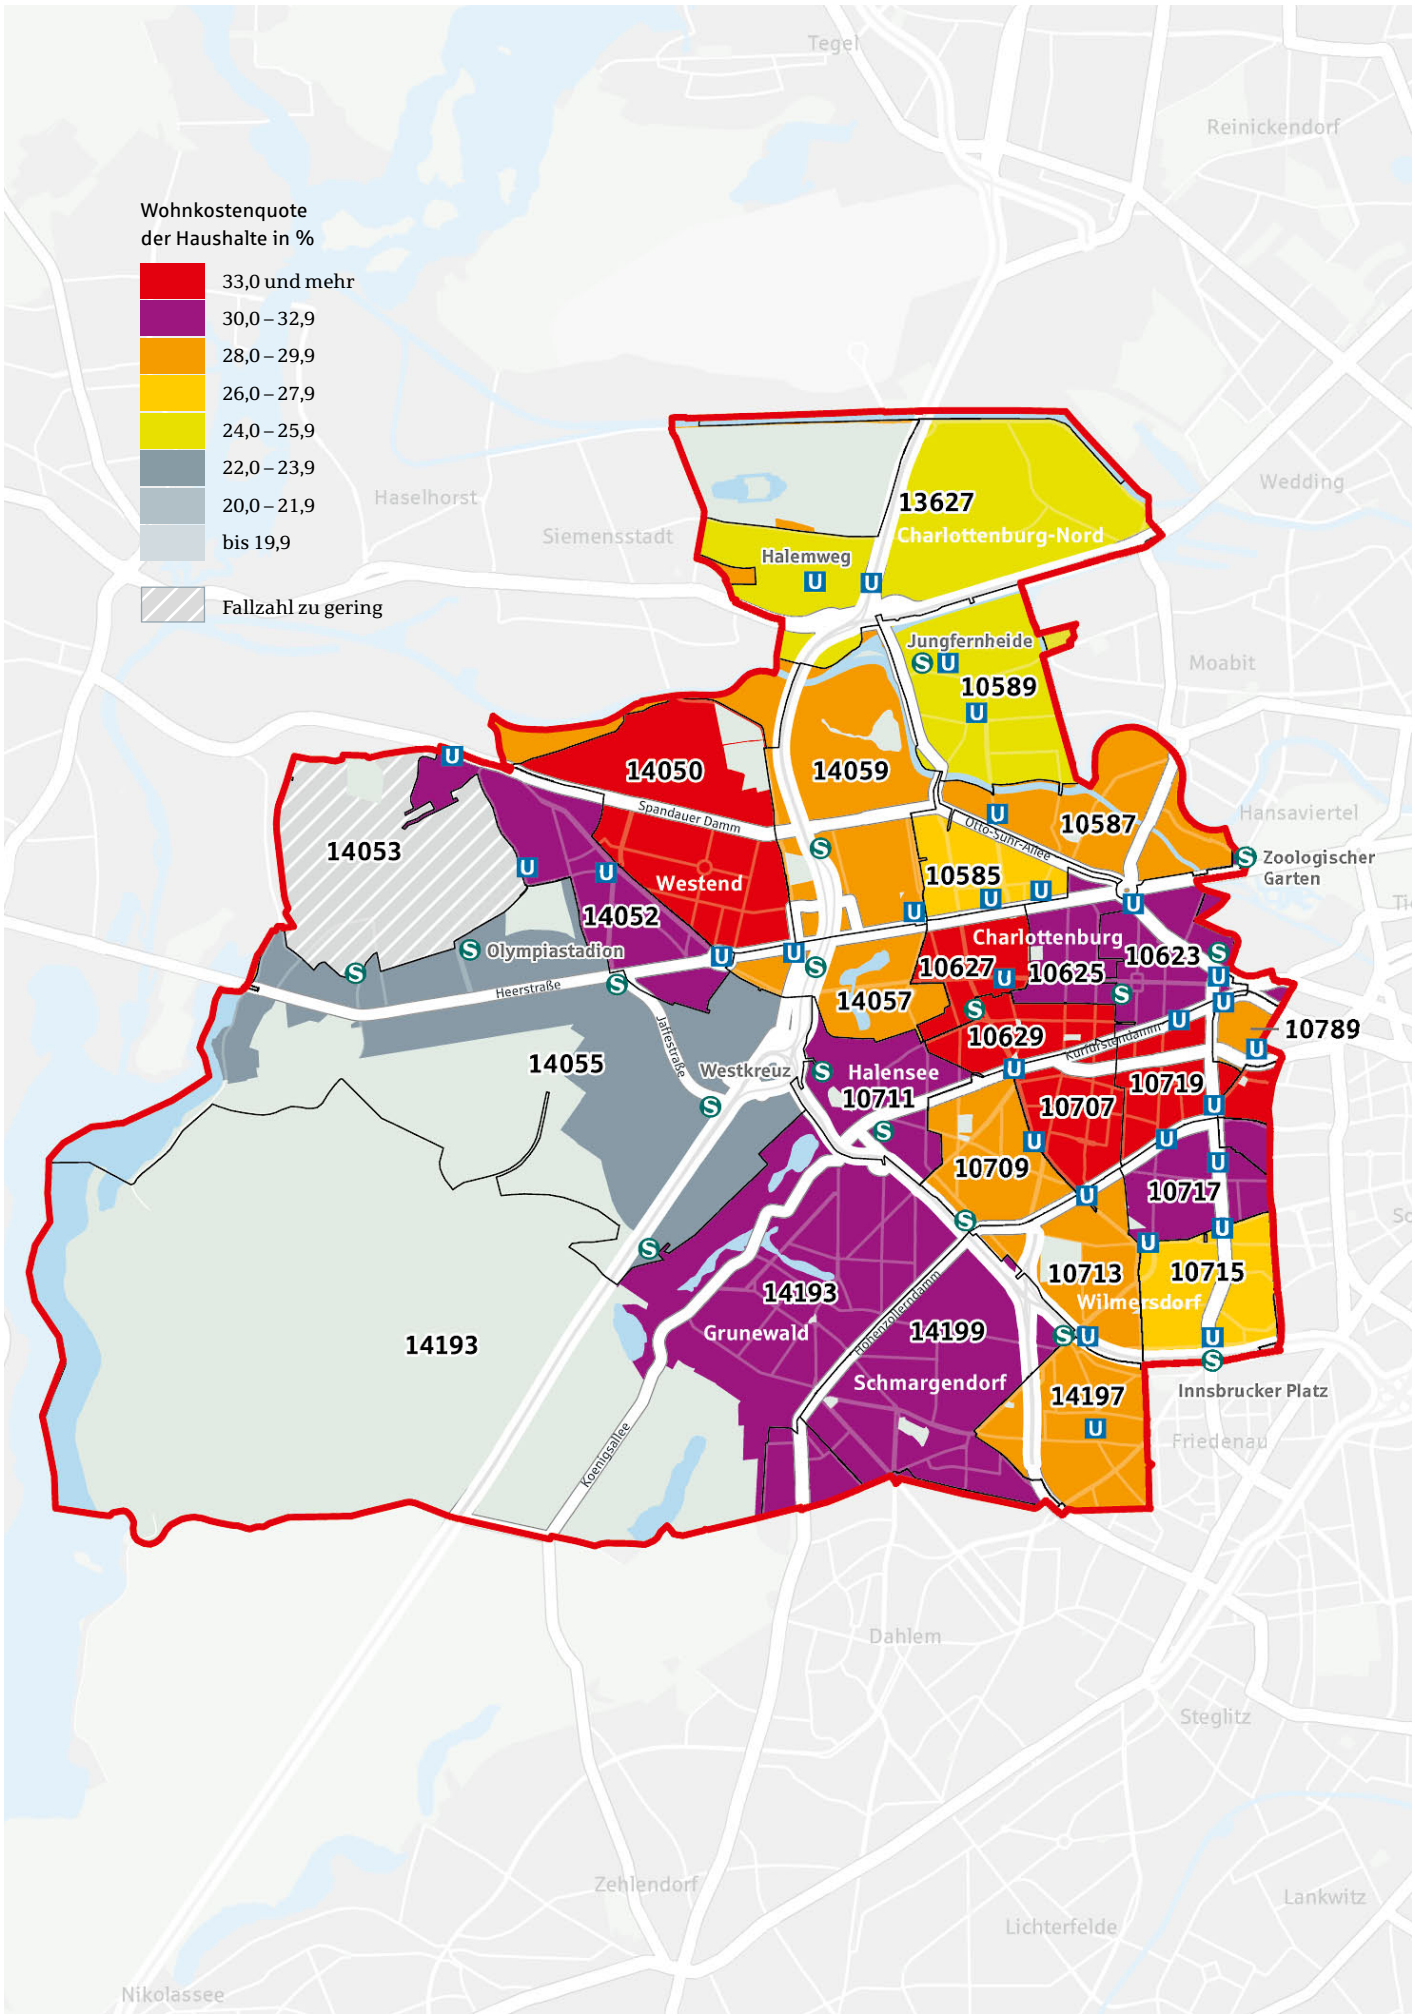 Tegel
Reinickendorf
Wohnkostenquote
der Haushalte in %
33,0 und mehr
30,0 – 32,9
28,0 – 29,9
26,0 – 27,9
24,0 – 25,9
22,0 – 23,9
20,0 – 21,9
bis 19,9
Fallzahl zu gering
Haselhorst
Siemensstadt
Wedding
13627
Charlottenburg-Nord
Halemweg
U
U
Jungfernheide
S U
10589
U
Moabit
U
14050
14059
Spandauer Damm
Hansaviertel
U
Otto-Suhr-Allee
10587
14053
S
S Zoologischer
Garten
U
U
Westend
10585
U
U
U
U
14052
Charlottenburg
S Olympiastadion
S
S
U
U
S
10627
U
10625
10623
S
U
S
Heerstraße
14057
S
10629
U
U
10789
Kurfürstendamm
U
Jaffestraße
14055
Westkreuz
S
Halensee
10711
U
10719
10707
U
S
S
U
U
10709
U
10717
U
S
U
U
S
14193
10713
10715
Wilmersdorf
Grunewald
Hohenzollerndamm
14199
14193
S U
U
S
Schmargendorf
14197
U
Innsbrucker Platz
Friedenau
Koenigsallee
Dahlem
Steglitz
Zehlendorf
Lankwitz
Lichterfelde
Nikolassee